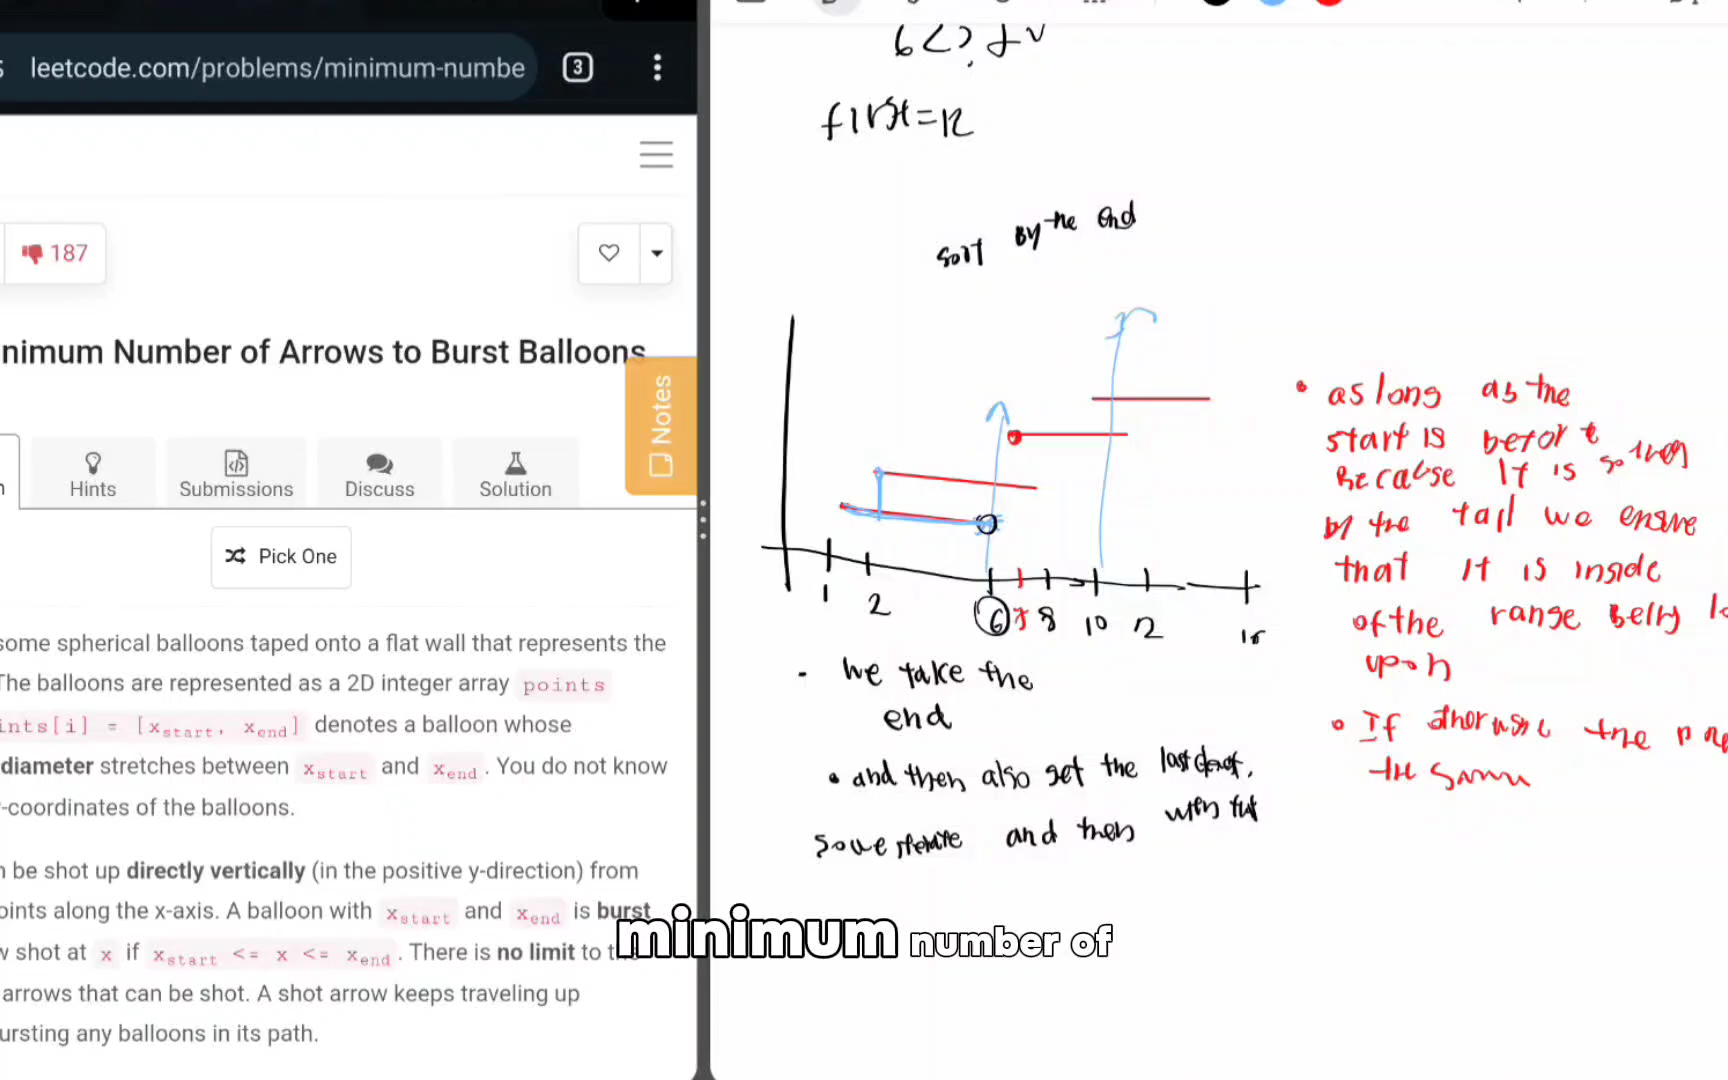 leetcode.com/problems/minimum-numbe
3
187
nimum Number of Arrows to Burst Balloons
Notes
n
Hints
Submissions
Discuss
Solution
Pick One
some spherical balloons taped onto a flat wall that represents the
The balloons are represented as a 2D integer array points
ints[i] = [xstart, xend] denotes a balloon whose
diameter stretches between xstart and xend. You do not know
-coordinates of the balloons.
n be shot up directly vertically (in the positive y-direction) from
oints along the x-axis. A balloon with xstart and xend is burst
w shot at x if xstart <= x <= xend. There is no limit to the
arrows that can be shot. A shot arrow keeps traveling up
ursting any balloons in its path.
first=12
sort by the end
1 2 6 7 8 10 12
- we take the
end
• and then also set the last
and then
• as long as the
start is before
Because it is
by the tail we ensure
that it is inside
of the range
upon
• If the
the same
minimum number of